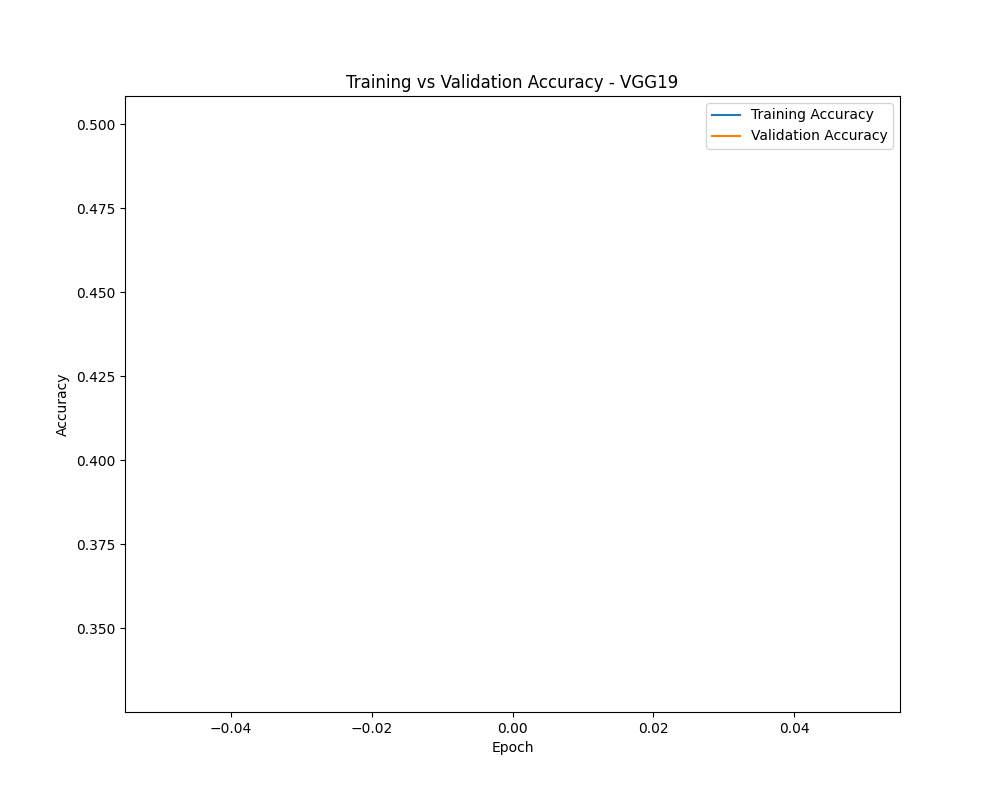 Training vs Validation Accuracy - VGG19
Training Accuracy
Validation Accuracy
0.500
0.475
0.450
0.425
0.400
0.375
0.350
Accuracy
−0.04
−0.02
0.00
0.02
0.04
Epoch